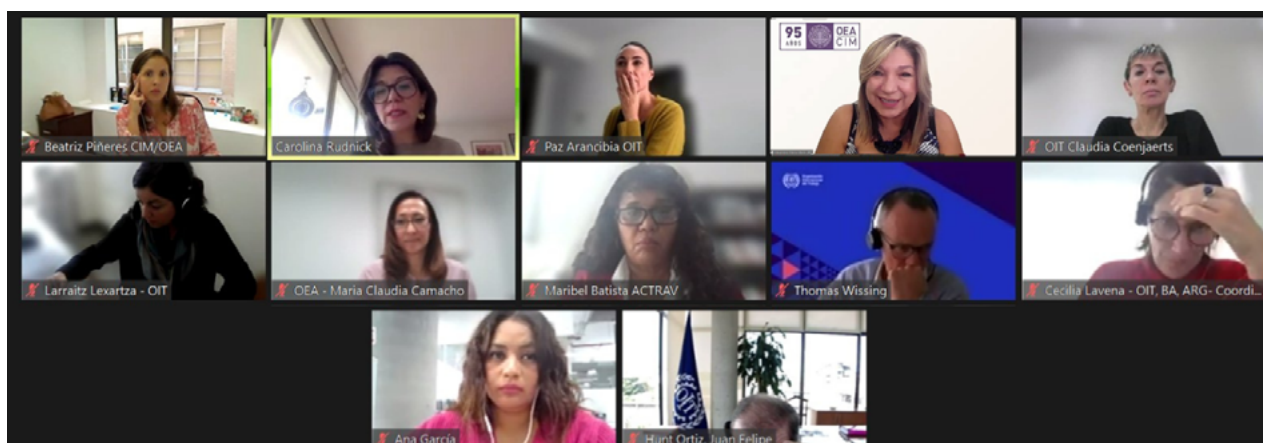 95
AÑOS
OEA
CIM
Beatriz Piñeres CIM/OEA
Carolina Rudnick
Paz Arancibia OIT
OIT Claudia Coenjaerts
Larraitz Lexartza - OIT
OEA - Maria Claudia Camacho
Maribel Batista ACTRAV
Thomas Wissing
Cecilia Lavena - OIT, BA, ARG- Coordi...
Ana García
Hunt Ortiz, Juan Felipe